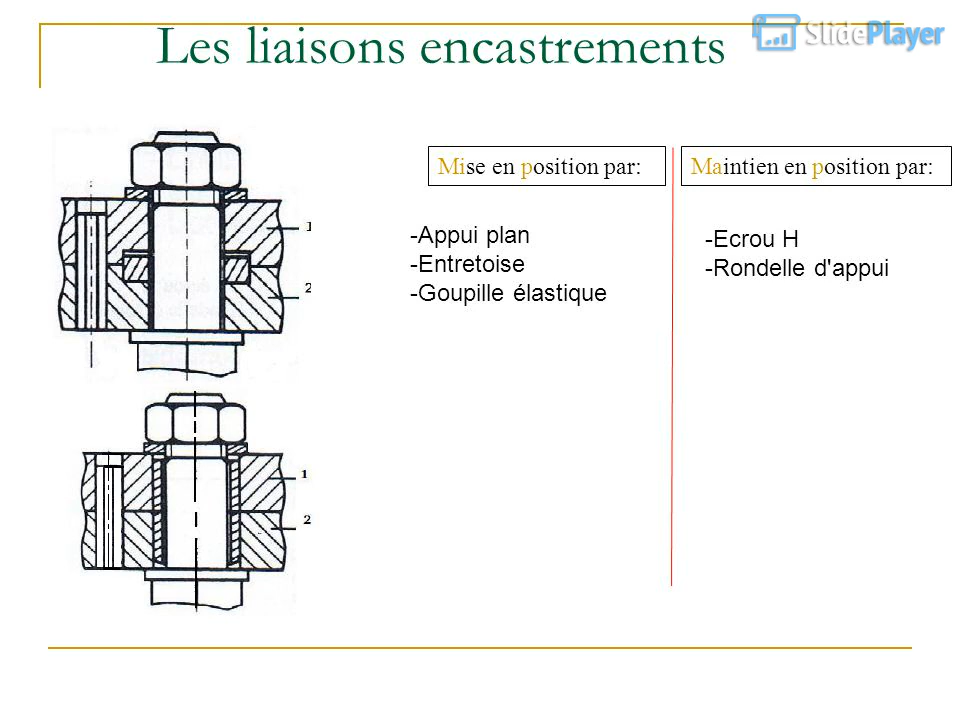 Les liaisons encastrements
SlidePlayer
Mise en position par:
Maintien en position par:
-Appui plan
-Entretoise
-Goupille élastique
-Ecrou H
-Rondelle d'appui
1
2
1
2